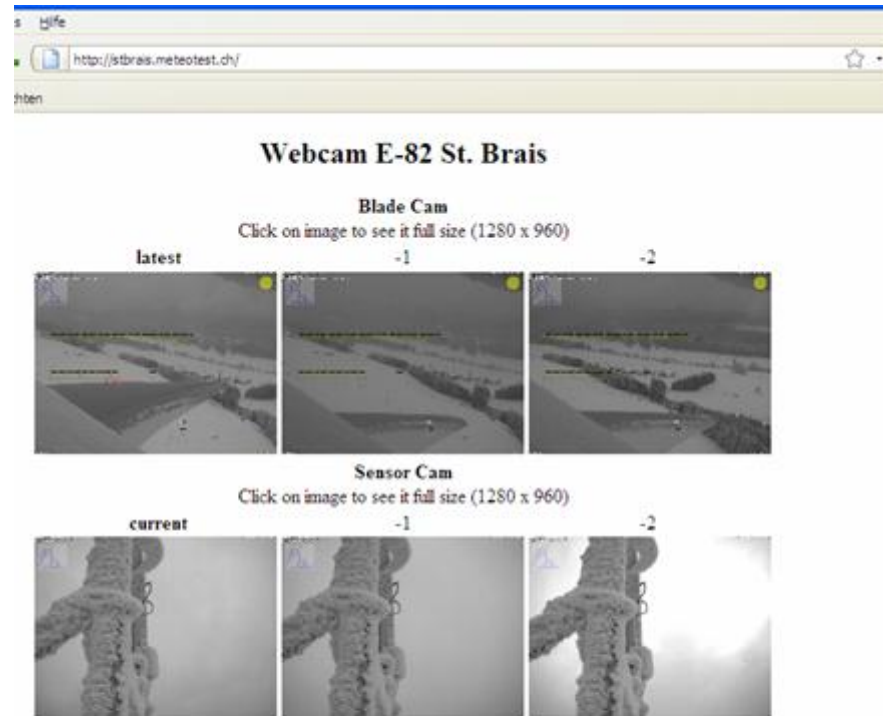 Hilfe
http://stbrais.meteotest.ch/
Webcam E-82 St. Brais
Blade Cam
Click on image to see it full size (1280 x 960)
latest -1 -2
Sensor Cam
Click on image to see it full size (1280 x 960)
current -1 -2